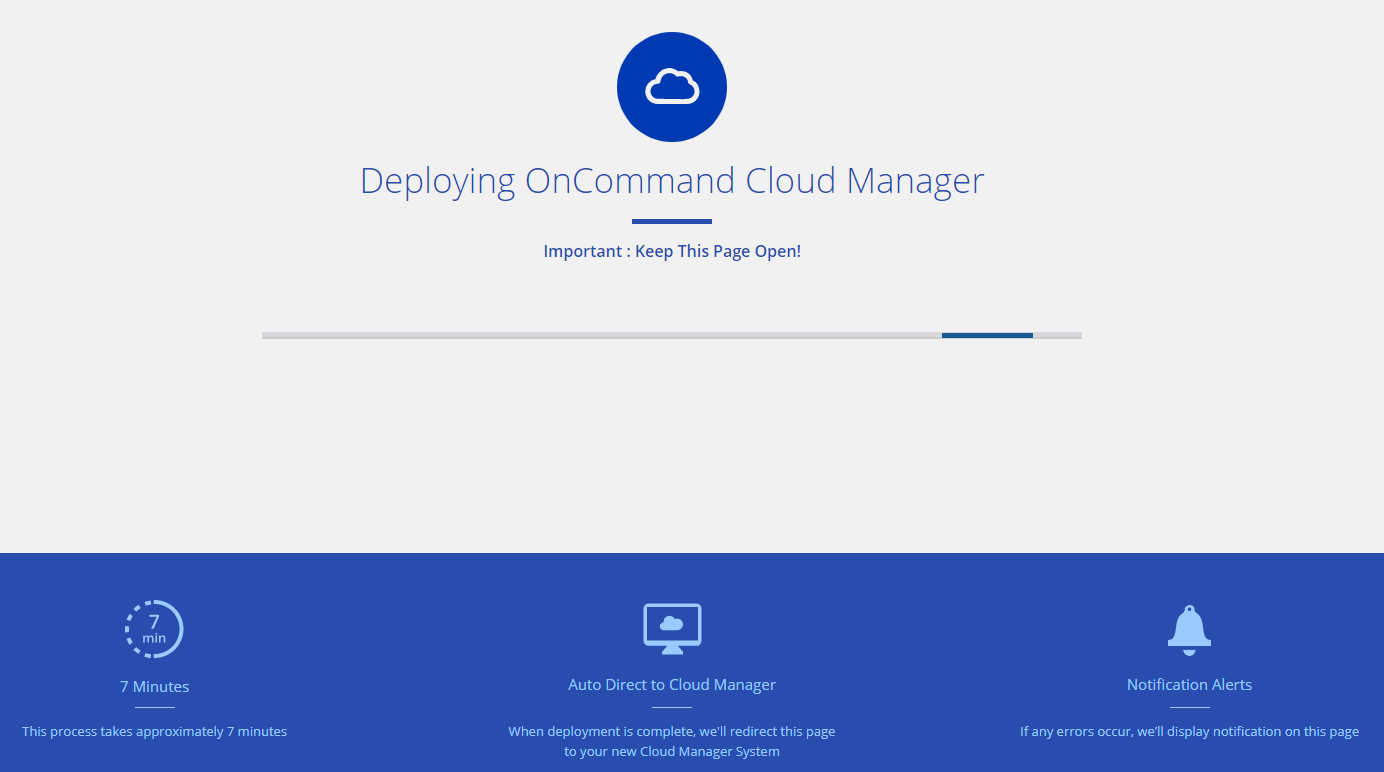 Deploying OnCommand Cloud Manager
Important : Keep This Page Open!
7
min
7 Minutes
This process takes approximately 7 minutes
Auto Direct to Cloud Manager
When deployment is complete, we'll redirect this page
to your new Cloud Manager System
Notification Alerts
If any errors occur, we'll display notification on this page